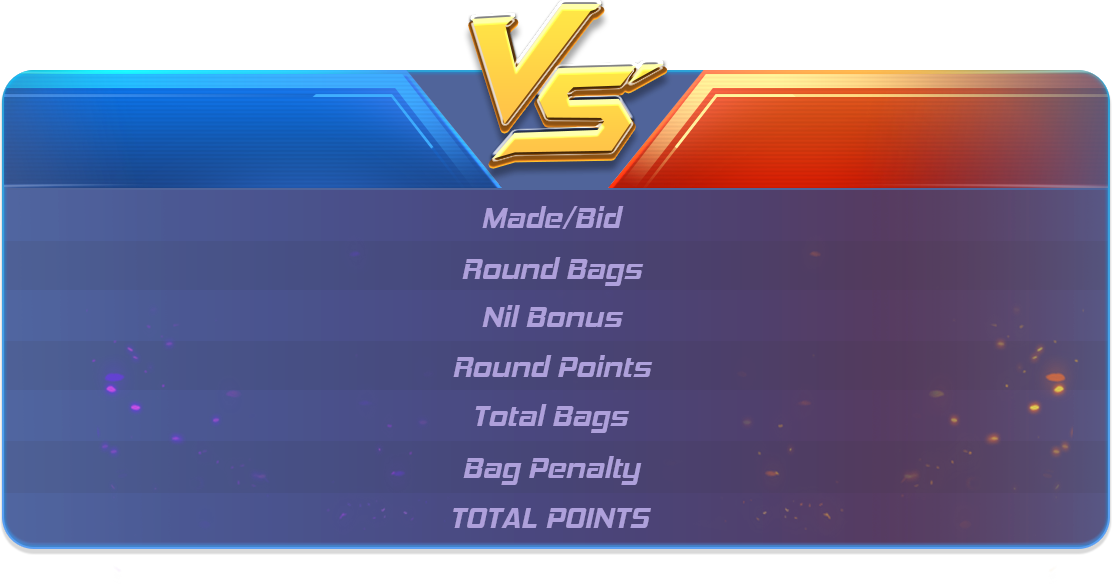 VS
Made/Bid
Round Bags
Nil Bonus
Round Points
Total Bags
Bag Penalty
TOTAL POINTS